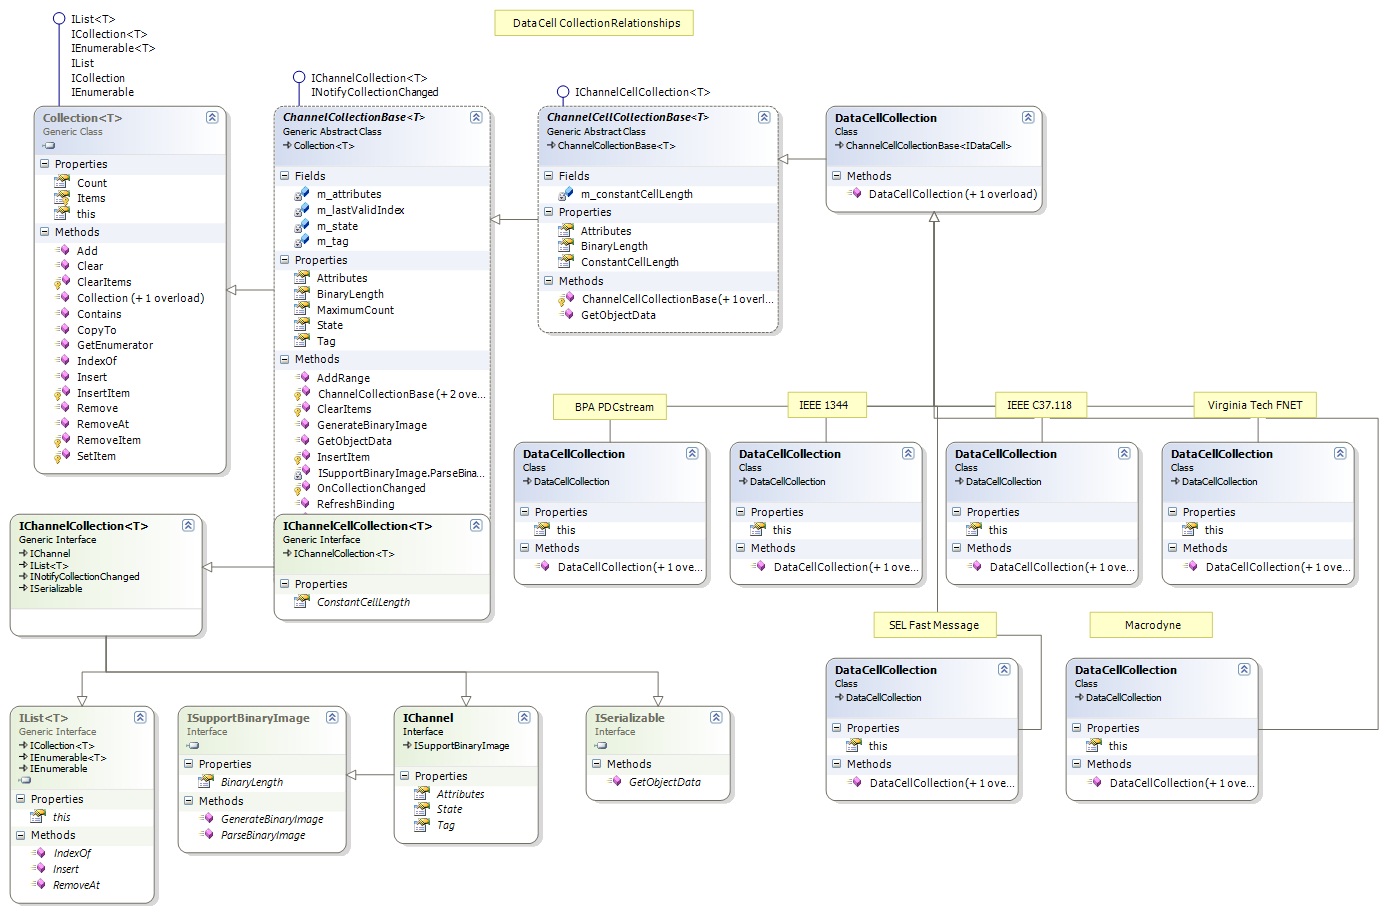 DataCell Collection Relationships
IList<T>
ICollection<T>
IEnumerable<T>
IList
ICollection
IEnumerable
Collection<T>
Generic Class
Properties
Count
Items
this
Methods
Add
Clear
ClearItems
Collection (+ 1 overload)
Contains
CopyTo
GetEnumerator
IndexOf
Insert
InsertItem
Remove
RemoveAt
RemoveItem
SetItem
IChannelCollection<T>
INotifyCollectionChanged
ChannelCollectionBase<T>
Generic Abstract Class
Collection<T>
Fields
m_attributes
m_lastValidIndex
m_state
m_tag
Properties
Attributes
BinaryLength
MaximumCount
State
Tag
Methods
AddRange
ChannelCollectionBase (+ 2 ove...
ClearItems
GenerateBinaryImage
GetObjectData
InsertItem
ISupportBinaryImage.ParseBina...
OnCollectionChanged
RefreshBinding
IChannelCellCollection<T>
ChannelCellCollectionBase<T>
Generic Abstract Class
ChannelCollectionBase<T>
Fields
m_constantCellLength
Properties
Attributes
BinaryLength
ConstantCellLength
Methods
ChannelCellCollectionBase (+ 1 overl...
GetObjectData
DataCellCollection
Class
ChannelCellCollectionBase<IDataCell>
Methods
DataCellCollection (+ 1 overload)
BPA PDCstream
DataCellCollection
Class
DataCellCollection
Properties
this
Methods
DataCellCollection (+ 1 ove...
IEEE 1344
DataCellCollection
Class
DataCellCollection
Properties
this
Methods
DataCellCollection (+ 1 ove...
IEEE C37.118
DataCellCollection
Class
DataCellCollection
Properties
this
Methods
DataCellCollection (+ 1 ove...
Virginia Tech FNET
DataCellCollection
Class
DataCellCollection
Properties
this
Methods
DataCellCollection (+ 1 ove...
IChannelCollection<T>
Generic Interface
IChannel
IList<T>
INotifyCollectionChanged
ISerializable
IChannelCellCollection<T>
Generic Interface
IChannelCollection<T>
Properties
ConstantCellLength
SEL Fast Message
DataCellCollection
Class
DataCellCollection
Properties
this
Methods
DataCellCollection (+ 1 ove...
Macrodyne
DataCellCollection
Class
DataCellCollection
Properties
this
Methods
DataCellCollection (+ 1 ove...
IList<T>
Generic Interface
ICollection<T>
IEnumerable<T>
IEnumerable
Properties
this
Methods
IndexOf
Insert
RemoveAt
ISupportBinaryImage
Interface
Properties
BinaryLength
Methods
GenerateBinaryImage
ParseBinaryImage
IChannel
Interface
ISupportBinaryImage
Properties
Attributes
State
Tag
ISerializable
Interface
Methods
GetObjectData